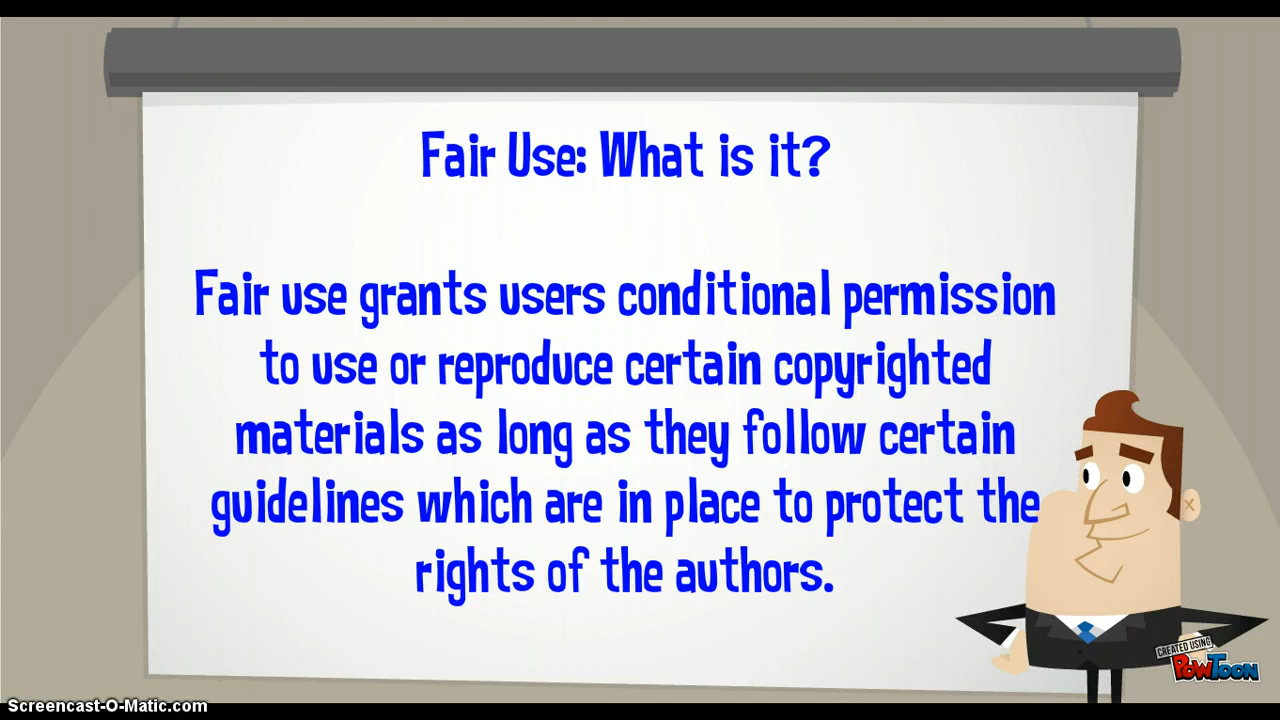 Fair Use: What is it?
Fair use grants users conditional permission
to use or reproduce certain copyrighted
materials as long as they follow certain
guidelines which are in place to protect the
rights of the authors.
CREATED USING
POWTOON
Screencast-O-Matic.com